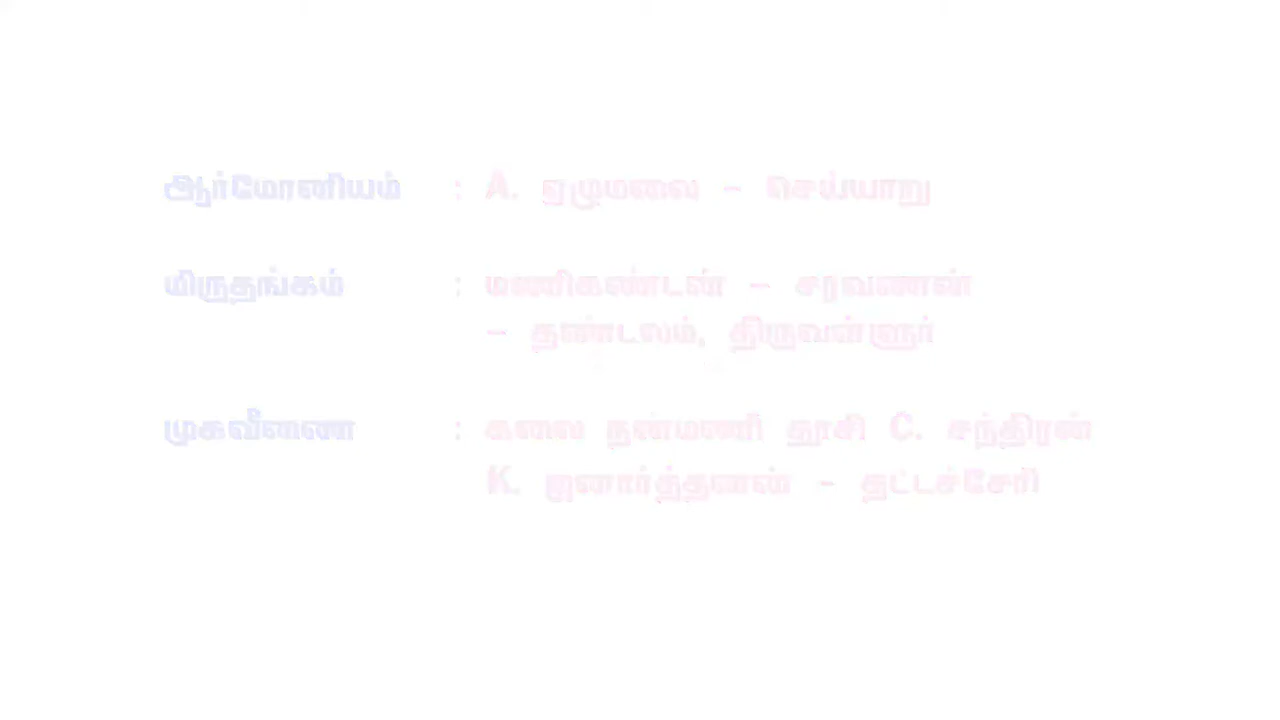 ஆர்மோனியம் : A. ஏழுமலை - செய்யாறு
மிருதங்கம் : மணிகண்டன் - சரவணன்
- தண்டலம், திருவள்ளூர்
முகவீணை : கலை நன்மணி தூசி C. சந்திரன்
K. ஜனார்த்தனன் - தட்டச்சேரி